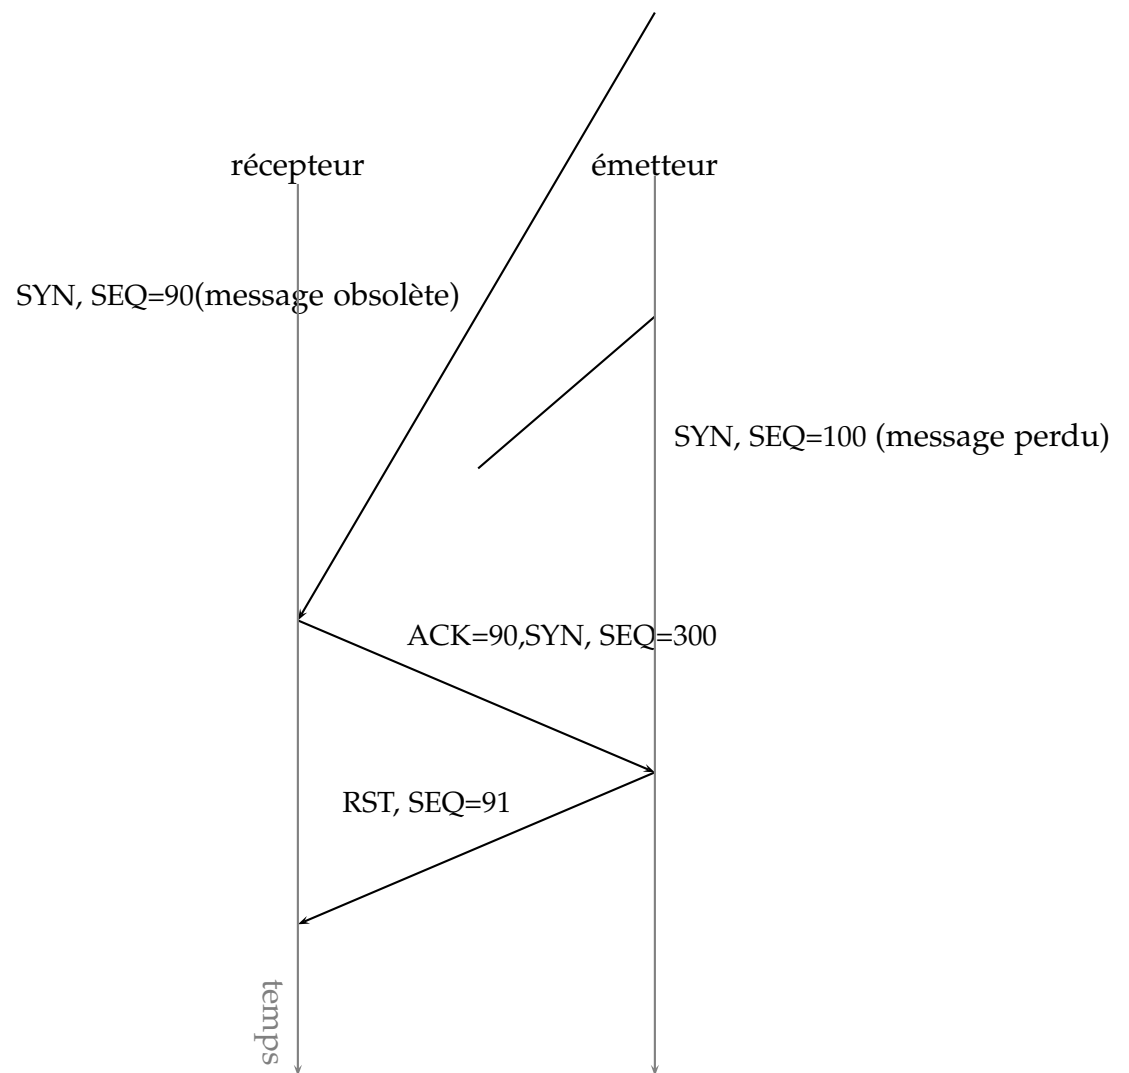 récepteur
émetteur
SYN, SEQ=90(message obsolète)
SYN, SEQ=100 (message perdu)
ACK=90,SYN, SEQ=300
RST, SEQ=91
temps